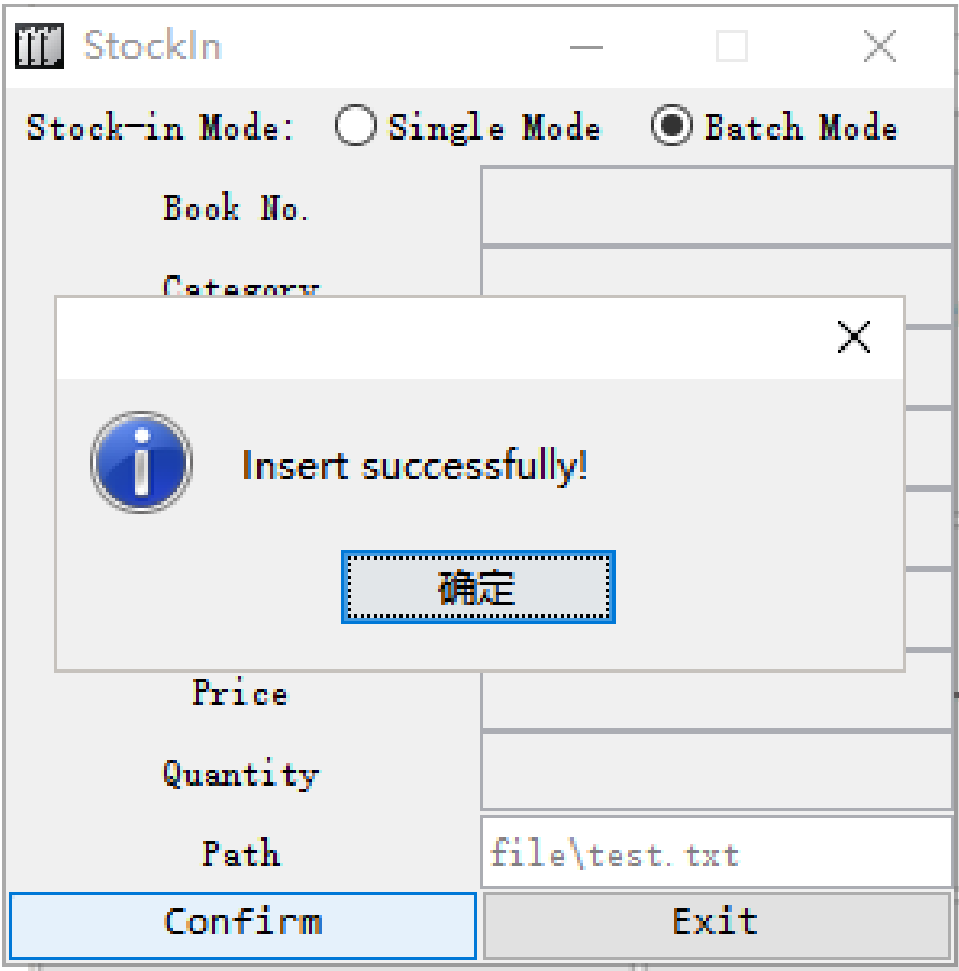 StockIn
Stock-in Mode: Single Mode Batch Mode
Book No.
Category
Insert successfully!
确定
Price
Quantity
Path file\test.txt
Confirm Exit